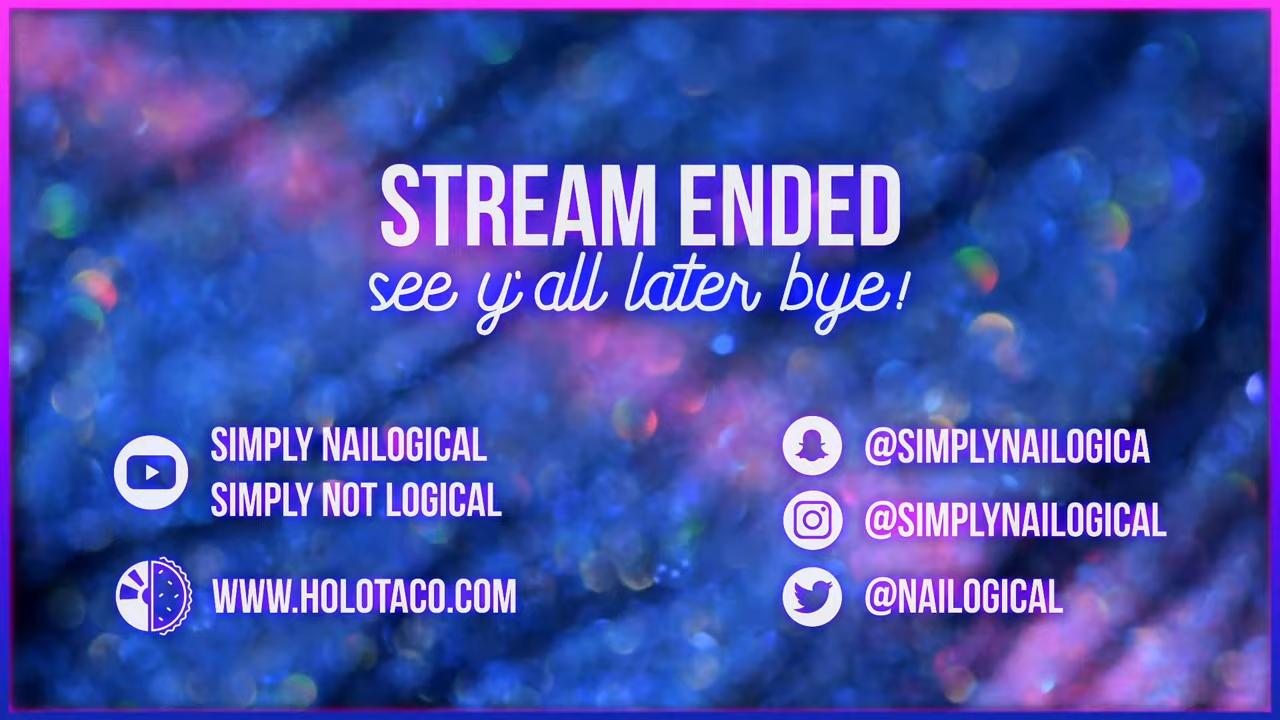 STREAM ENDED
see y'all later bye!
SIMPLY NAILOGICAL
SIMPLY NOT LOGICAL
WWW.HOLOTACO.COM
@SIMPLYNAILOGICA
@SIMPLYNAILOGICAL
@NAILOGICAL